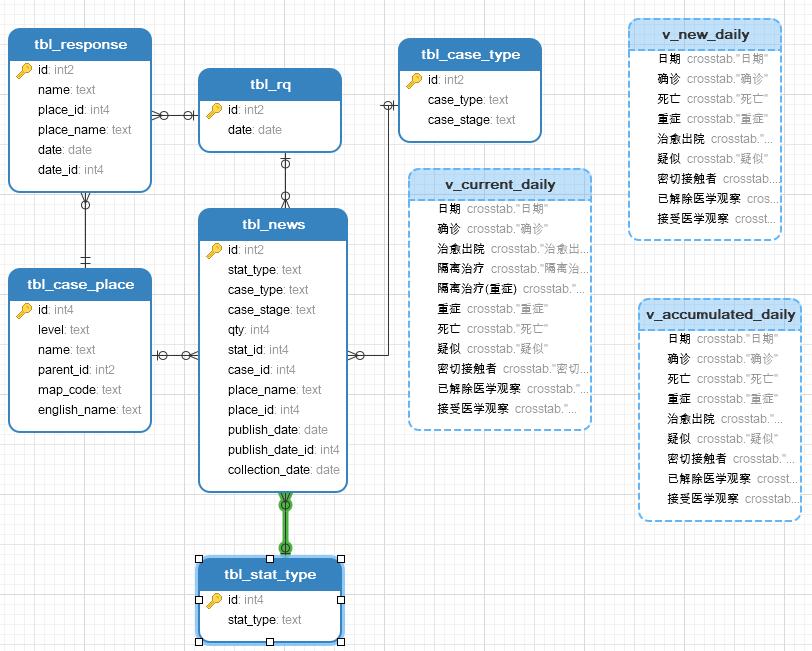 tbl_response
id: int2
name: text
place_id: int4
place_name: text
date: date
date_id: int4
tbl_rq
id: int2
date: date
tbl_case_type
id: int2
case_type: text
case_stage: text
v_new_daily
日期 crosstab."日期"
确诊 crosstab."确诊"
死亡 crosstab."死亡"
重症 crosstab."重症"
治愈出院 crosstab."...
疑似 crosstab."疑似"
密切接触者 crosstab....
已解除医学观察 cros...
接受医学观察 crosst...
v_current_daily
日期 crosstab."日期"
确诊 crosstab."确诊"
治愈出院 crosstab."治愈出...
隔离治疗 crosstab."隔离治...
隔离治疗(重症) crosstab."...
重症 crosstab."重症"
死亡 crosstab."死亡"
疑似 crosstab."疑似"
密切接触者 crosstab."密切...
已解除医学观察 crosstab."...
接受医学观察 crosstab."...
tbl_news
id: int2
stat_type: text
case_type: text
case_stage: text
qty: int4
stat_id: int4
case_id: int4
place_name: text
place_id: int4
publish_date: date
publish_date_id: int4
collection_date: date
tbl_case_place
id: int4
level: text
name: text
parent_id: int2
map_code: text
english_name: text
v_accumulated_daily
日期 crosstab."日期"
确诊 crosstab."确诊"
死亡 crosstab."死亡"
重症 crosstab."重症"
治愈出院 crosstab."...
疑似 crosstab."疑似"
密切接触者 crosstab."...
已解除医学观察 crosst...
接受医学观察 crosstab...
tbl_stat_type
id: int4
stat_type: text